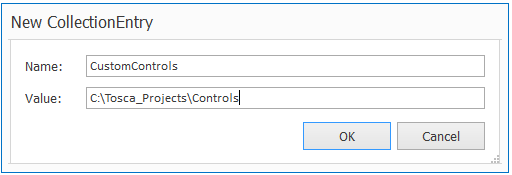 New CollectionEntry
Name: CustomControls
Value: C:\Tosca_Projects\Controls
OK Cancel